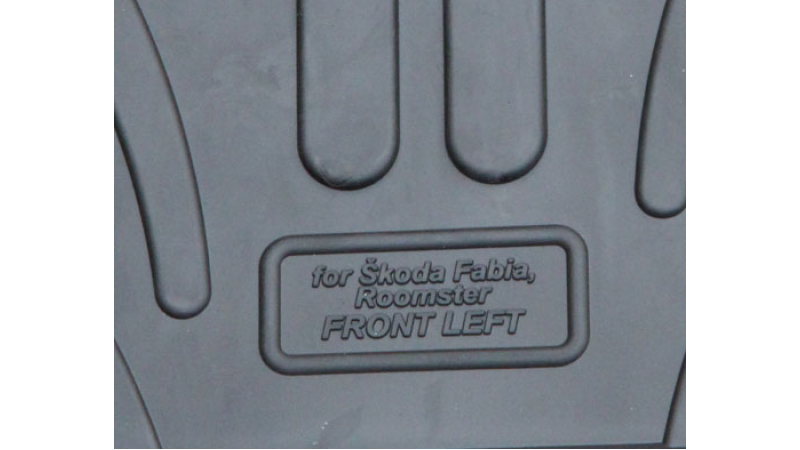 for Škoda Fabia,
Roomster
FRONT LEFT